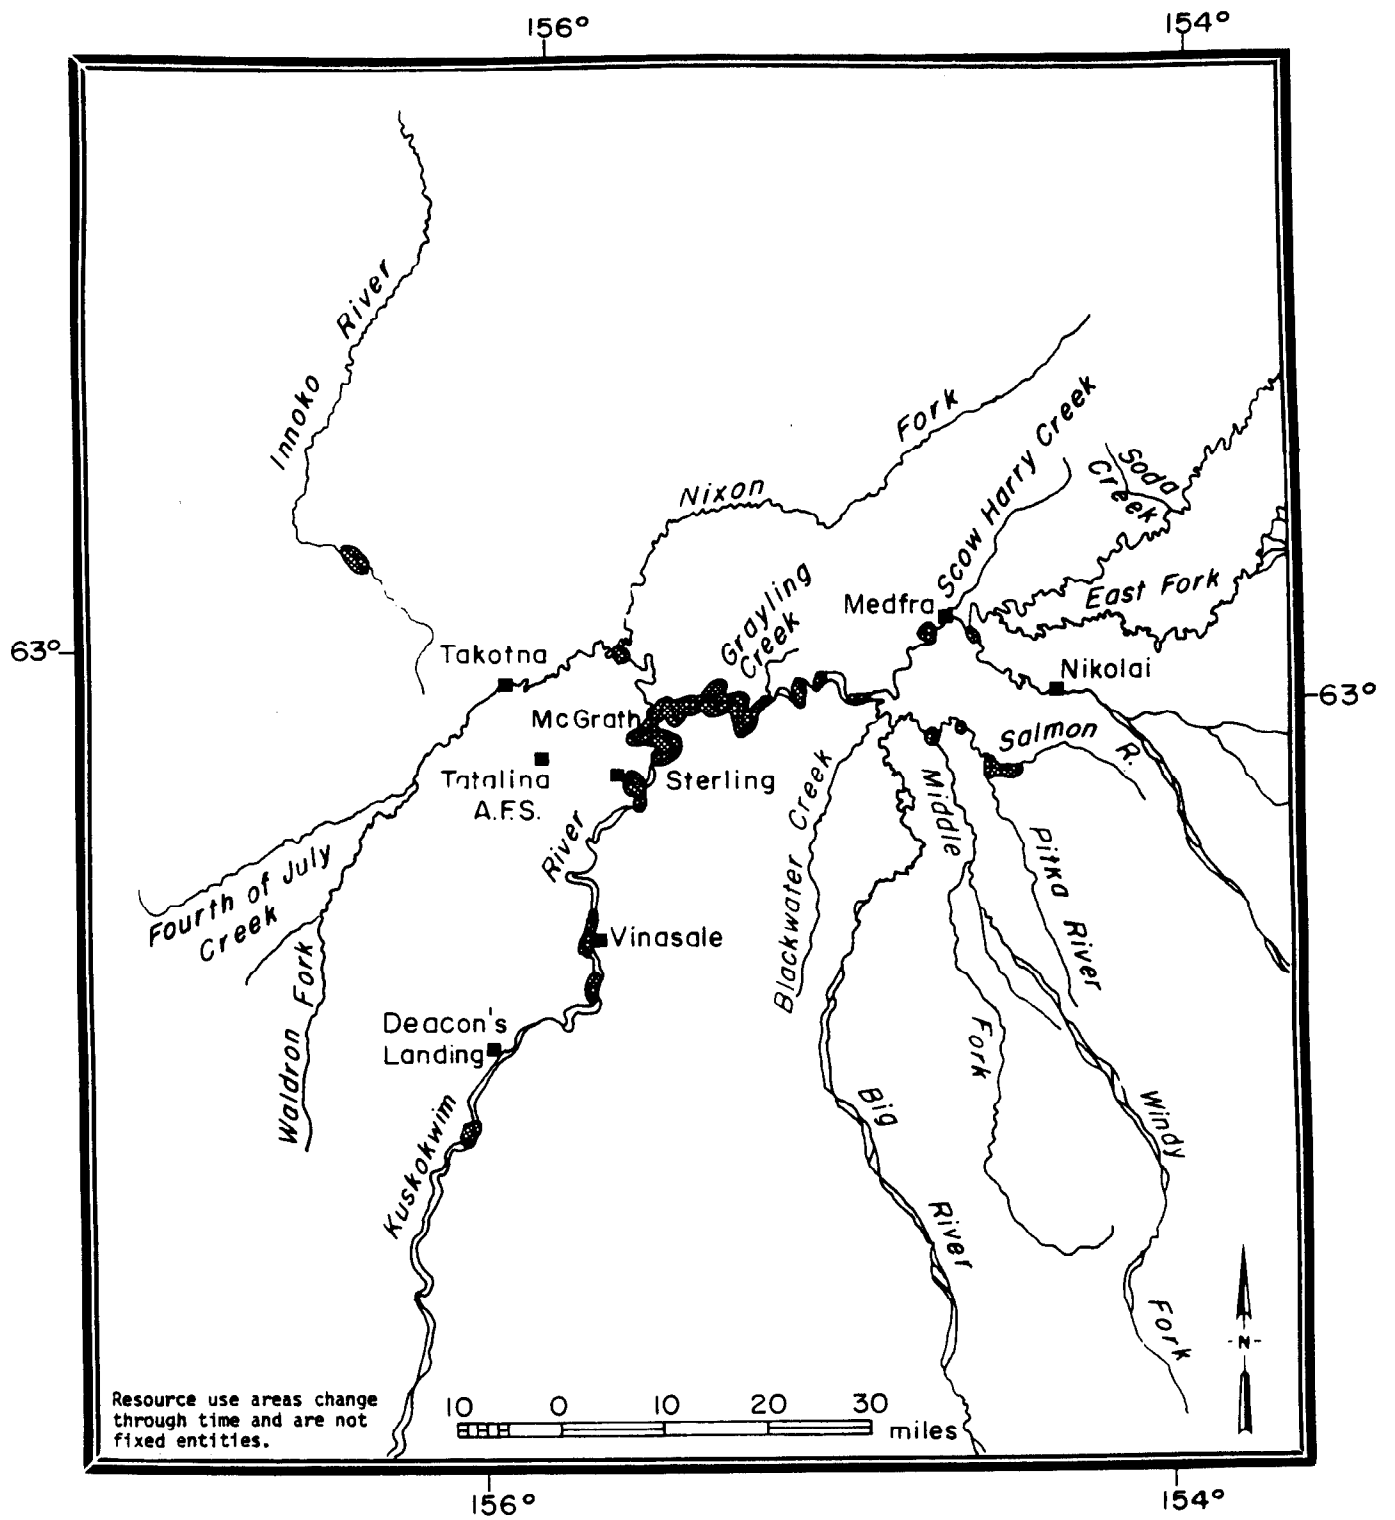 156°
154°
Innoko River
Nixon Fork
Scow Harry Creek
Soda
Creek
East Fork
Grayling
Creek
Medfra
63°
Takotna
Nikolai
63°
McGrath
Salmon R.
Tatalina
A.F.S.
Sterling
Blackwater Creek
Middle Fork
Pitka River
Fourth of July
Creek
Waldron Fork
Vinasale
Deacon's
Landing
Kuskokwim River
Big River
Windy Fork
-N-
Resource use areas change
through time and are not
fixed entities.
10 0 10 20 30
miles
156°
154°